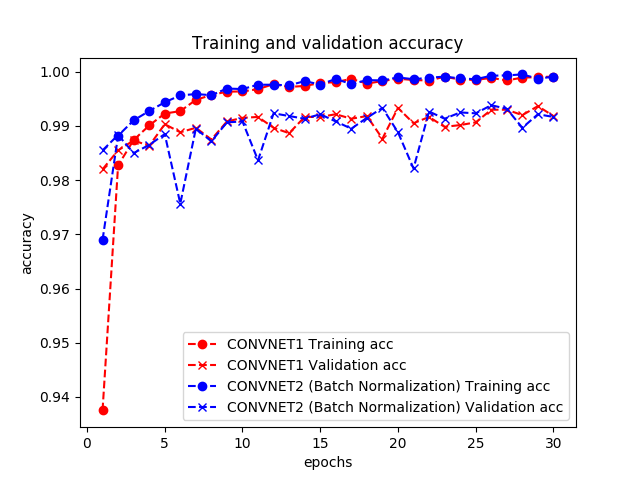 Training and validation accuracy
1.00
0.99
0.98
0.97
0.96
0.95
0.94
accuracy
CONVNET1 Training acc
CONVNET1 Validation acc
CONVNET2 (Batch Normalization) Training acc
CONVNET2 (Batch Normalization) Validation acc
0 5 10 15 20 25 30
epochs